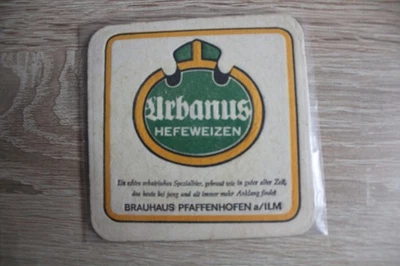 Urbanus
HEFEWEIZEN
Ein echtes urbairisches Spezialbier, gebraut wie in guter alter Zeit,
das heute bei jung und alt immer mehr Anklang findet
BRAUHAUS PFAFFENHOFEN a/ILM